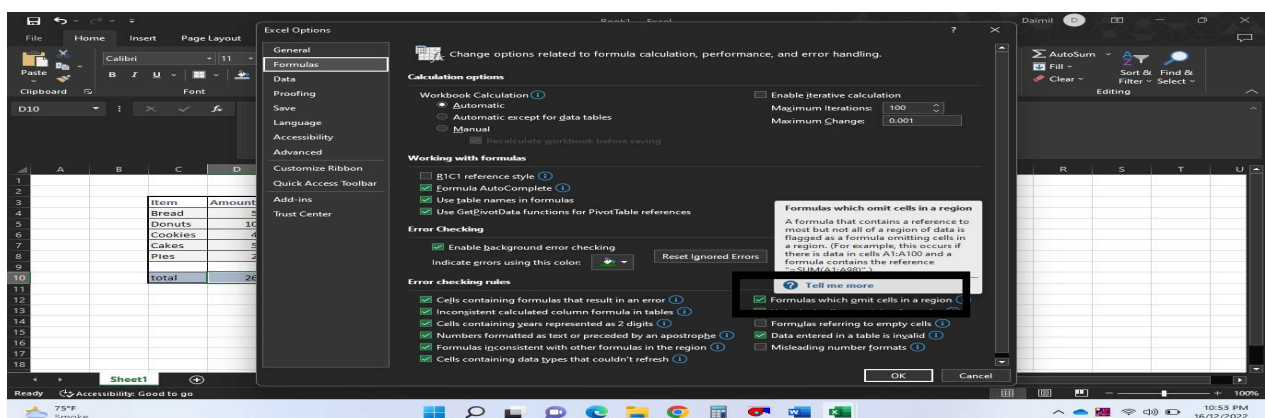 Book1 - Excel
Daimil
D
File Home Insert Page Layout
Excel Options
?
Paste
Clipboard
Calibri
11
B I U
Font
AutoSum
Fill
Clear
Sort & Filter
Find & Select
Editing
D10
fx
General
Formulas
Data
Proofing
Save
Language
Accessibility
Advanced
Customize Ribbon
Quick Access Toolbar
Add-ins
Trust Center
Change options related to formula calculation, performance, and error handling.
Calculation options
Workbook Calculation
Automatic
Automatic except for data tables
Manual
Recalculate workbook before saving
Enable iterative calculation
Maximum Iterations: 100
Maximum Change: 0.001
Working with formulas
R1C1 reference style
Formula AutoComplete
Use table names in formulas
Use GetPivotData functions for PivotTable references
Error Checking
Enable background error checking
Indicate errors using this color:
Reset Ignored Errors
Formulas which omit cells in a region
A formula that contains a reference to
most but not all of a region of data is
flagged as a formula omitting cells in
a region. (For example, this occurs if
there is data in cells A1:A100 and a
formula contains the reference
"=SUM(A1:A98)".)
Tell me more
Error checking rules
Cells containing formulas that result in an error
Inconsistent calculated column formula in tables
Cells containing years represented as 2 digits
Numbers formatted as text or preceded by an apostrophe
Formulas inconsistent with other formulas in the region
Cells containing data types that couldn't refresh
Formulas which omit cells in a region
Formulas referring to empty cells
Data entered in a table is invalid
Misleading number formats
OK Cancel
A B C D R S T U
1
2
3 Item Amount
4 Bread
5 Donuts
6 Cookies
7 Cakes
8 Pies
9
10 total 26
11
12
13
14
15
16
17
18
Sheet1
Ready Accessibility: Good to go
100%
75°F
Smoke
10:53 PM
16/12/2022